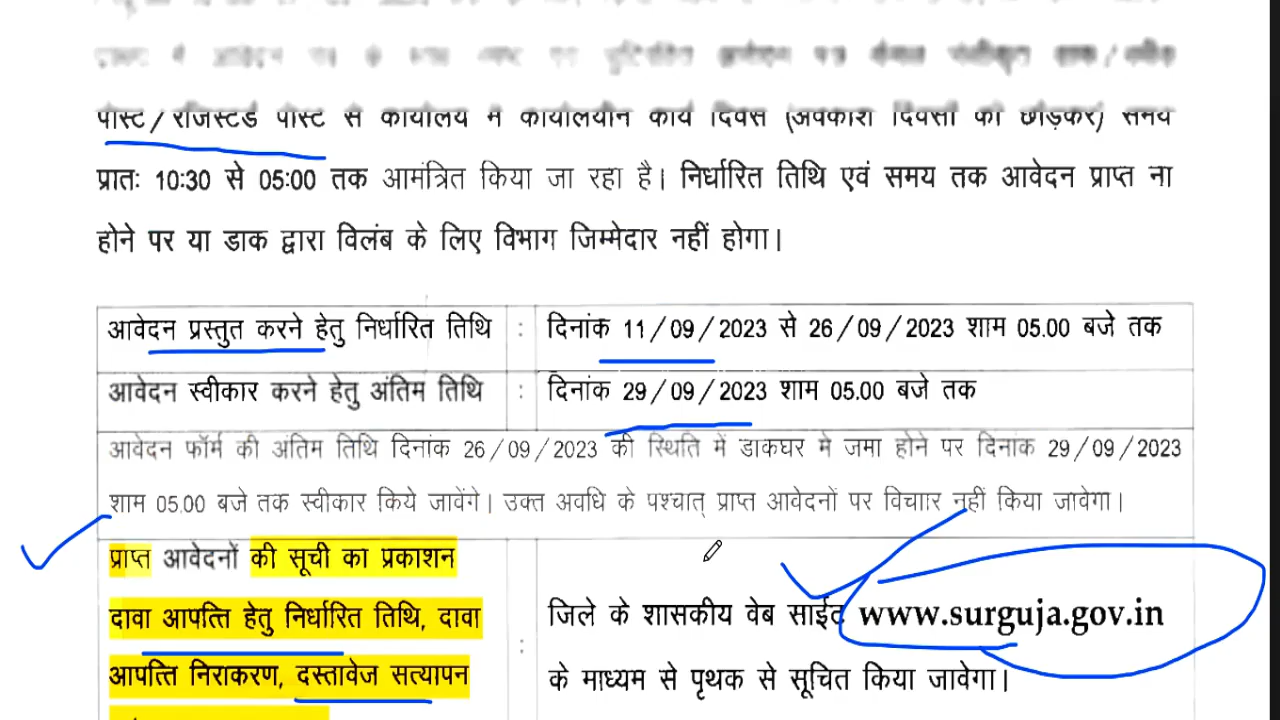 पोस्ट/रजिस्टर्ड पोस्ट से कार्यालय में कार्यालयीन कार्य दिवस (अवकाश दिवसों को छोड़कर) समय
प्रातः 10:30 से 05:00 तक आमंत्रित किया जा रहा है। निर्धारित तिथि एवं समय तक आवेदन प्राप्त ना
होने पर या डाक द्वारा विलंब के लिए विभाग जिम्मेदार नहीं होगा।
आवेदन प्रस्तुत करने हेतु निर्धारित तिथि : दिनांक 11/09/2023 से 26/09/2023 शाम 05.00 बजे तक
आवेदन स्वीकार करने हेतु अंतिम तिथि : दिनांक 29/09/2023 शाम 05.00 बजे तक
आवेदन फॉर्म की अंतिम तिथि दिनांक 26/09/2023 की स्थिति में डाकघर मे जमा होने पर दिनांक 29/09/2023
शाम 05.00 बजे तक स्वीकार किये जावेंगे। उक्त अवधि के पश्चात् प्राप्त आवेदनों पर विचाार नहीं किया जावेगा।
प्राप्त आवेदनों की सूची का प्रकाशन
दावा आपत्ति हेतु निर्धारित तिथि, दावा
आपत्ति निराकरण, दस्तावेज सत्यापन
:
जिले के शासकीय वेब साईट www.surguja.gov.in
के माध्यम से पृथक से सूचित किया जावेगा।